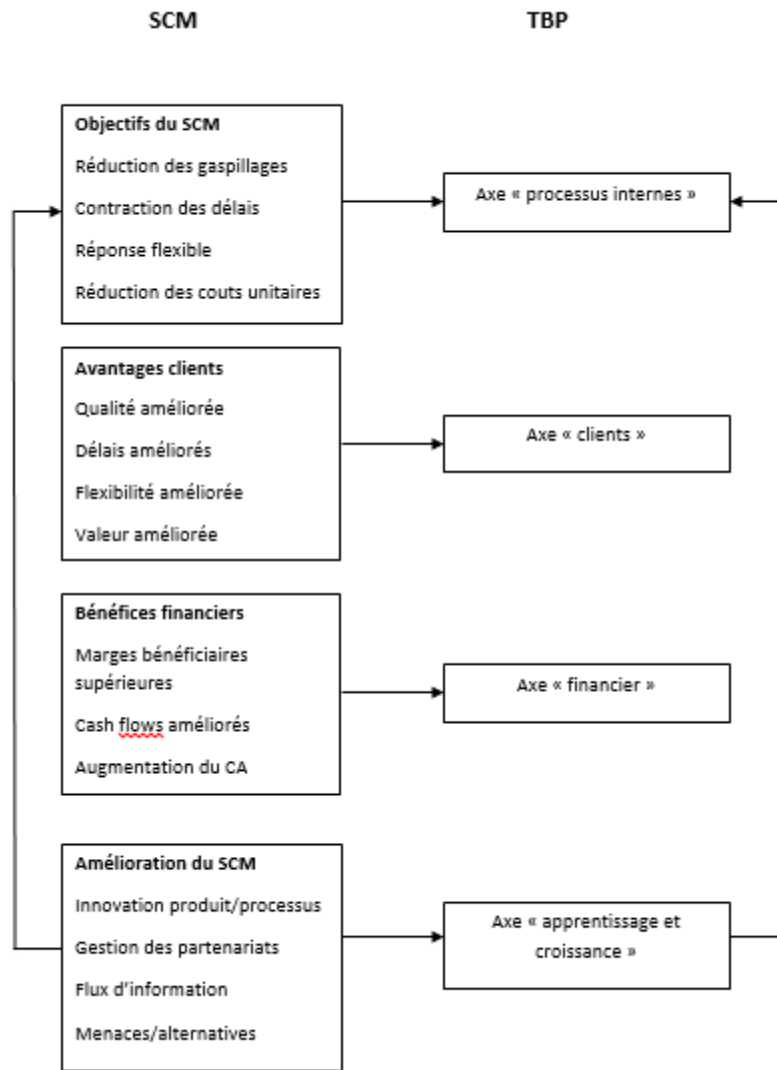 SCM
TBP
Objectifs du SCM
Réduction des gaspillages
Contraction des délais
Réponse flexible
Réduction des couts unitaires
Axe « processus internes »
Avantages clients
Qualité améliorée
Délais améliorés
Flexibilité améliorée
Valeur améliorée
Axe « clients »
Bénéfices financiers
Marges bénéficiaires
supérieures
Cash flows améliorés
Augmentation du CA
Axe « financier »
Amélioration du SCM
Innovation produit/processus
Gestion des partenariats
Flux d'information
Menaces/alternatives
Axe « apprentissage et
croissance »